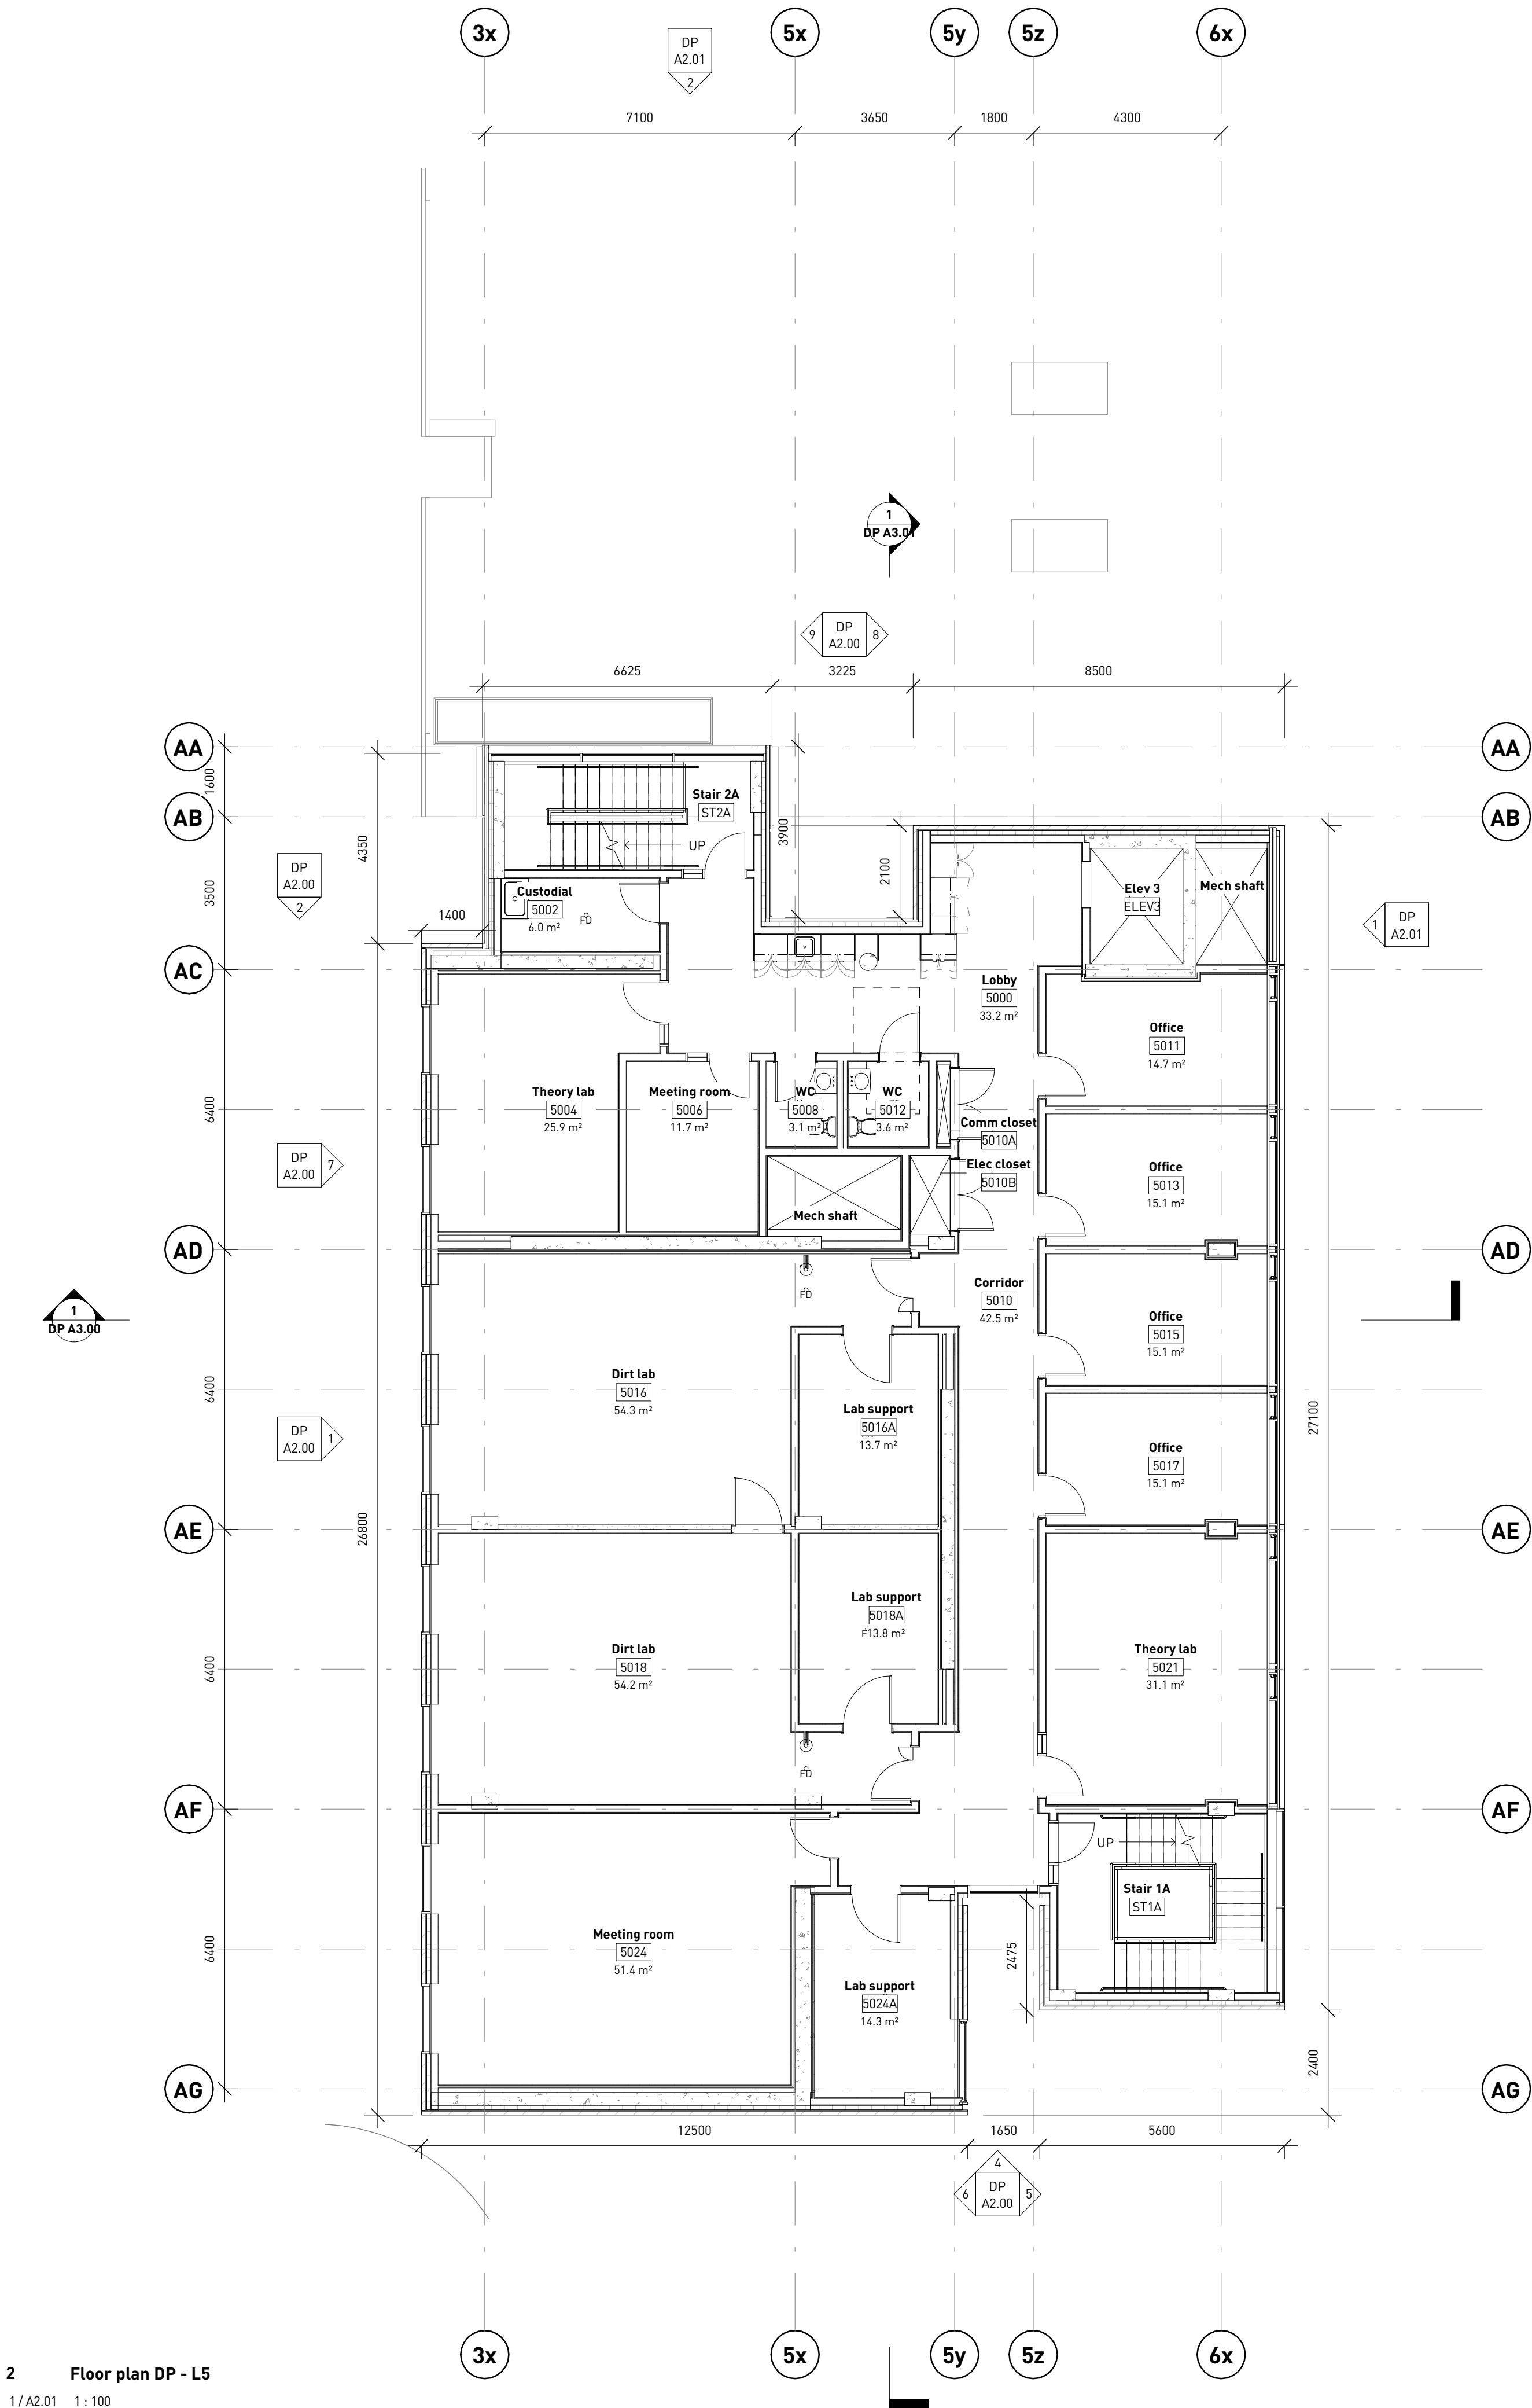 3x
5x
5y
5z
6x
DP
A2.01
2
7100
3650
1800
4300
1
DP A3.01
9
DP
A2.00
8
6625
3225
8500
AA
AA
1600
AB
AB
Stair 2A
ST2A
UP
3900
4350
2100
3500
DP
A2.00
2
Custodial
5002
6.0 m²
FD
Elev 3
ELEV3
Mech shaft
1
DP
A2.01
1400
AC
Lobby
5000
33.2 m²
Office
5011
14.7 m²
Theory lab
5004
25.9 m²
Meeting room
5006
11.7 m²
WC
5008
3.1 m²
WC
5012
3.6 m²
6400
Comm closet
5010A
Elec closet
5010B
Office
5013
15.1 m²
DP
A2.00
7
Mech shaft
AD
AD
Corridor
5010
42.5 m²
FD
1
DP A3.00
Office
5015
15.1 m²
Dirt lab
5016
54.3 m²
6400
Lab support
5016A
13.7 m²
27100
DP
A2.00
1
Office
5017
15.1 m²
AE
AE
26800
Lab support
5018A
13.8 m²
Dirt lab
5018
54.2 m²
6400
Theory lab
5021
31.1 m²
FD
AF
AF
UP
Stair 1A
ST1A
Meeting room
5024
51.4 m²
6400
2475
Lab support
5024A
14.3 m²
2400
AG
AG
12500
1650
5600
4
6
DP
A2.00
5
3x
5x
5y
5z
6x
2 Floor plan DP - L5
1 / A2.01 1 : 100